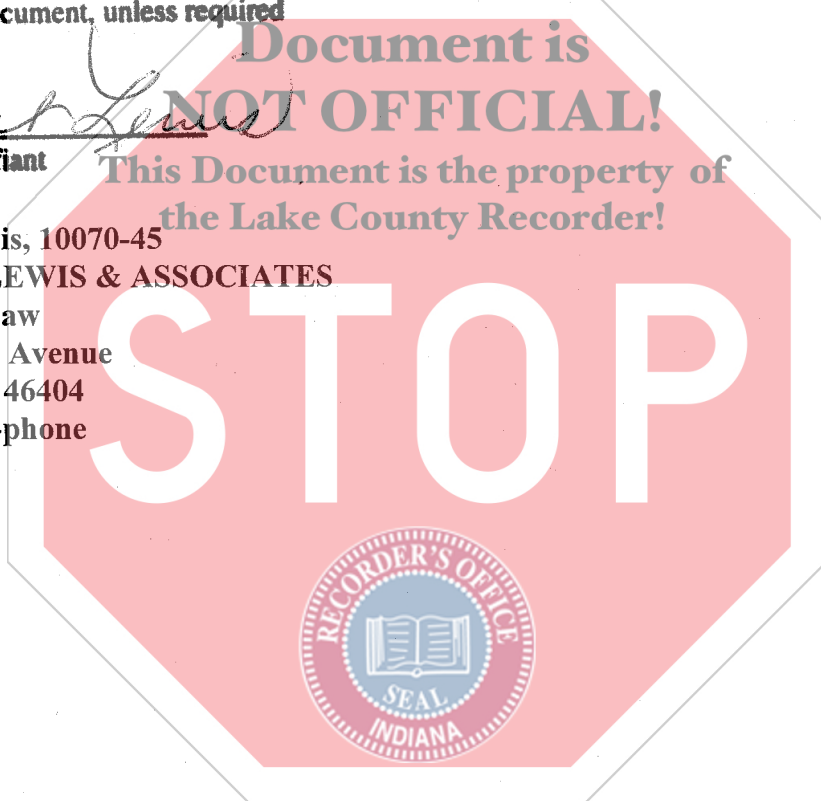 cument, unless required
Document is
NOT OFFICIAL!
Lewis
fiant
This Document is the property of
the Lake County Recorder!
is, 10070-45
EWIS & ASSOCIATES
aw
Avenue
46404
phone
STOP
RECORDER'S OFFICE
SEAL
INDIANA